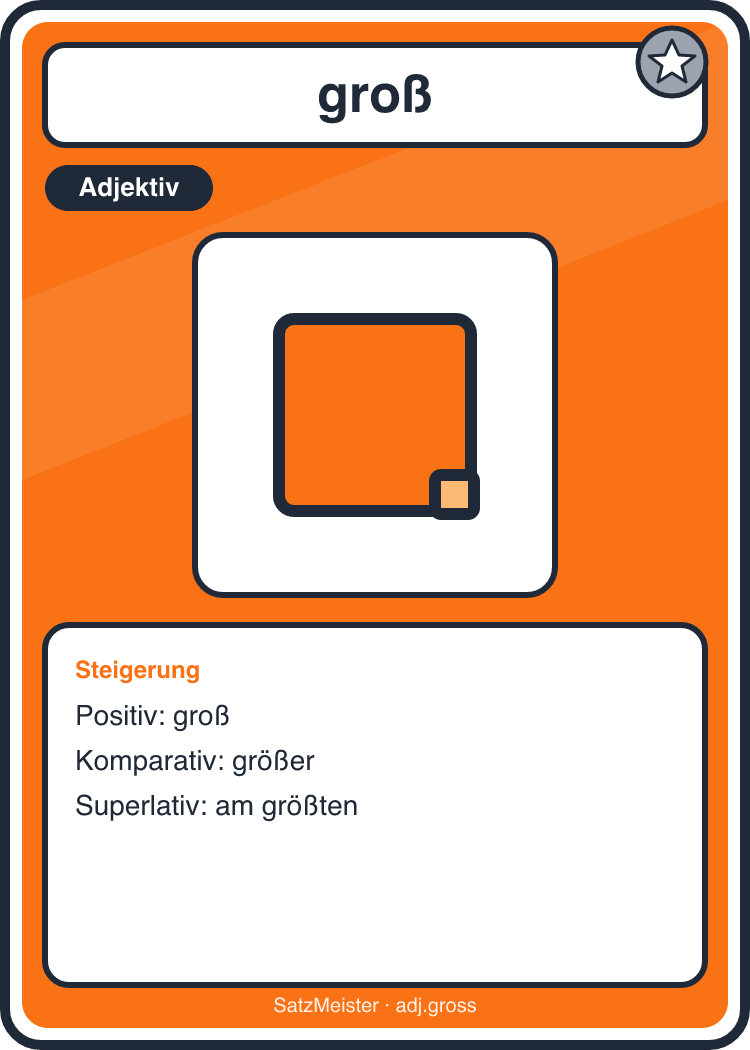 groß
Adjektiv
Steigerung
Positiv: groß
Komparativ: größer
Superlativ: am größten
SatzMeister · adj.gross